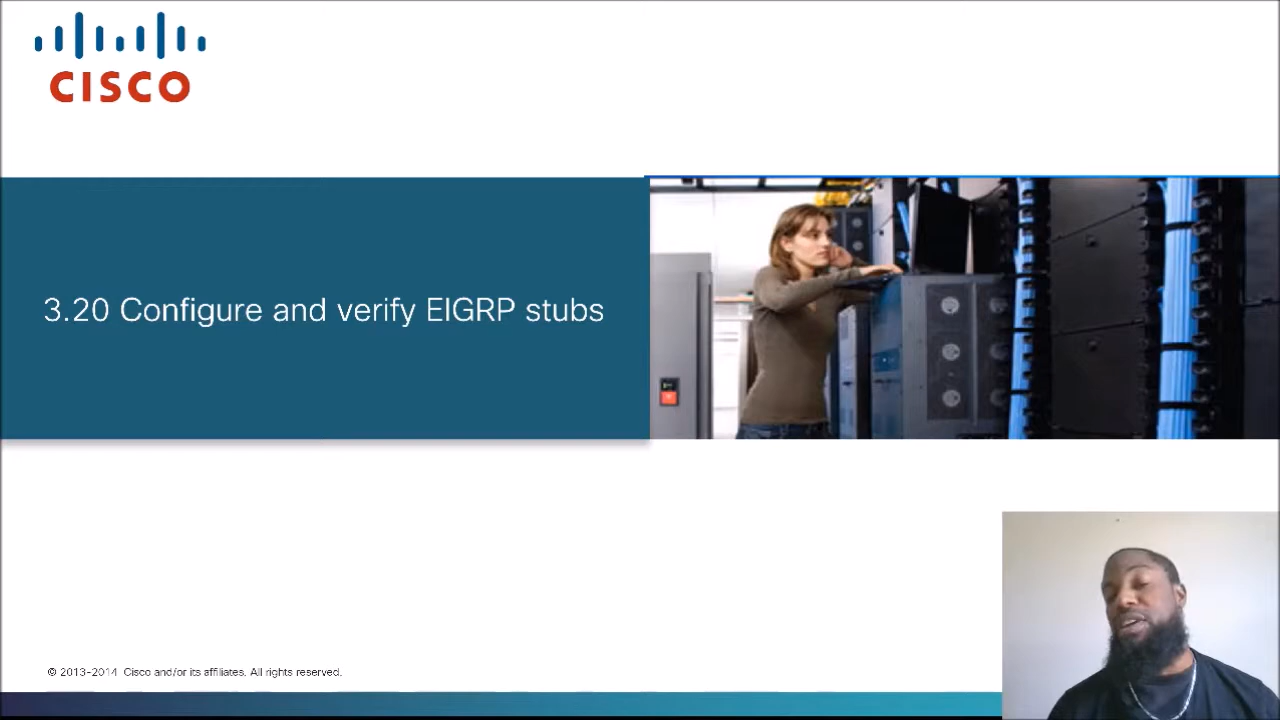 CISCO
3.20 Configure and verify EIGRP stubs
© 2013-2014 Cisco and/or its affiliates. All rights reserved.